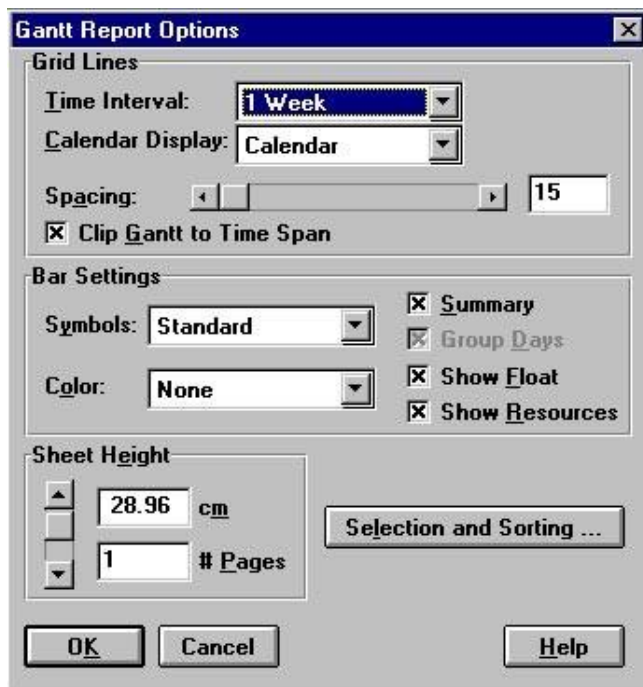 Gantt Report Options
Grid Lines
Time Interval: 1 Week
Calendar Display: Calendar
Spacing: 15
Clip Gantt to Time Span
Bar Settings
Symbols: Standard
Color: None
Summary
Group Days
Show Float
Show Resources
Sheet Height
28.96 cm
1 # Pages
Selection and Sorting ...
OK Cancel Help